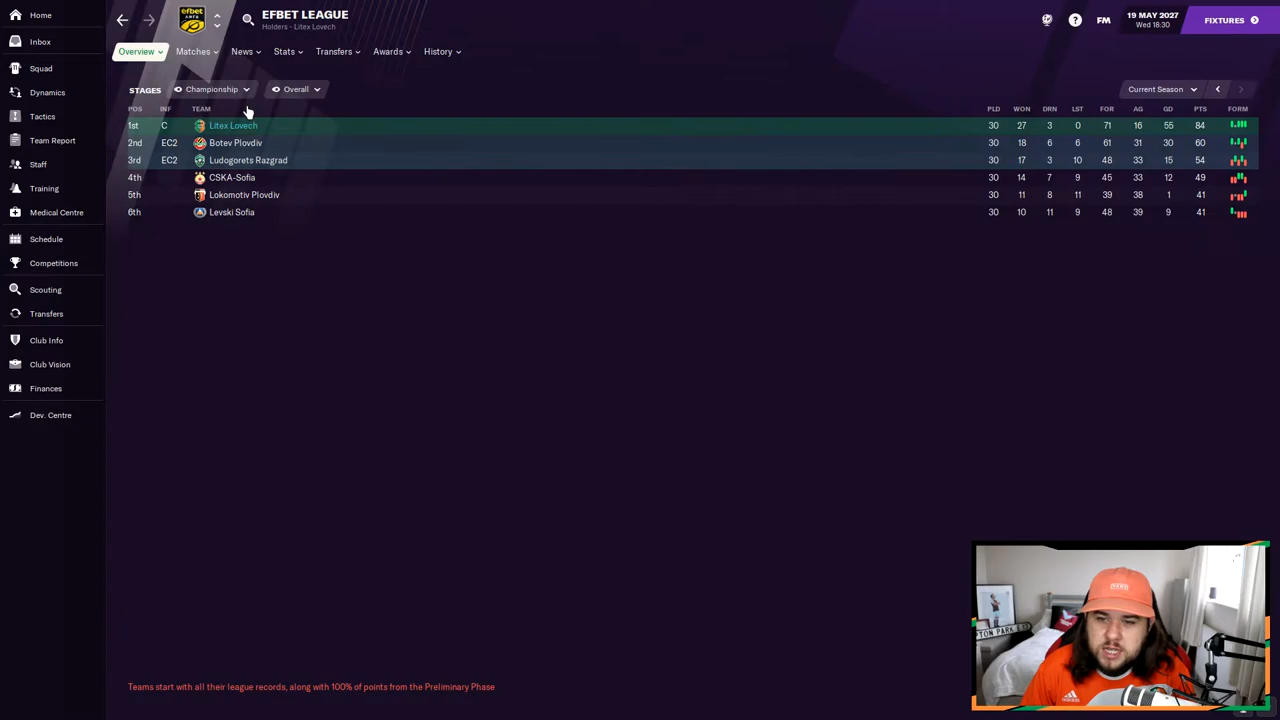 EFBET LEAGUE
Holders - Litex Lovech
FM
19 MAY 2027
Wed 18:30
FIXTURES
Overview
Matches
News
Stats
Transfers
Awards
History
Home
Inbox
Squad
Dynamics
Tactics
Team Report
Staff
Training
Medical Centre
Schedule
Competitions
Scouting
Transfers
Club Info
Club Vision
Finances
Dev. Centre
STAGES Championship Overall Current Season
POS INF TEAM PLD WON DRN LST FOR AG GD PTS FORM
1st C Litex Lovech 30 27 3 0 71 16 55 84
2nd EC2 Botev Plovdiv 30 18 6 6 61 31 30 60
3rd EC2 Ludogorets Razgrad 30 17 3 10 48 33 15 54
4th CSKA-Sofia 30 14 7 9 45 33 12 49
5th Lokomotiv Plovdiv 30 11 8 11 39 38 1 41
6th Levski Sofia 30 10 11 9 48 39 9 41
Teams start with all their league records, along with 100% of points from the Preliminary Phase